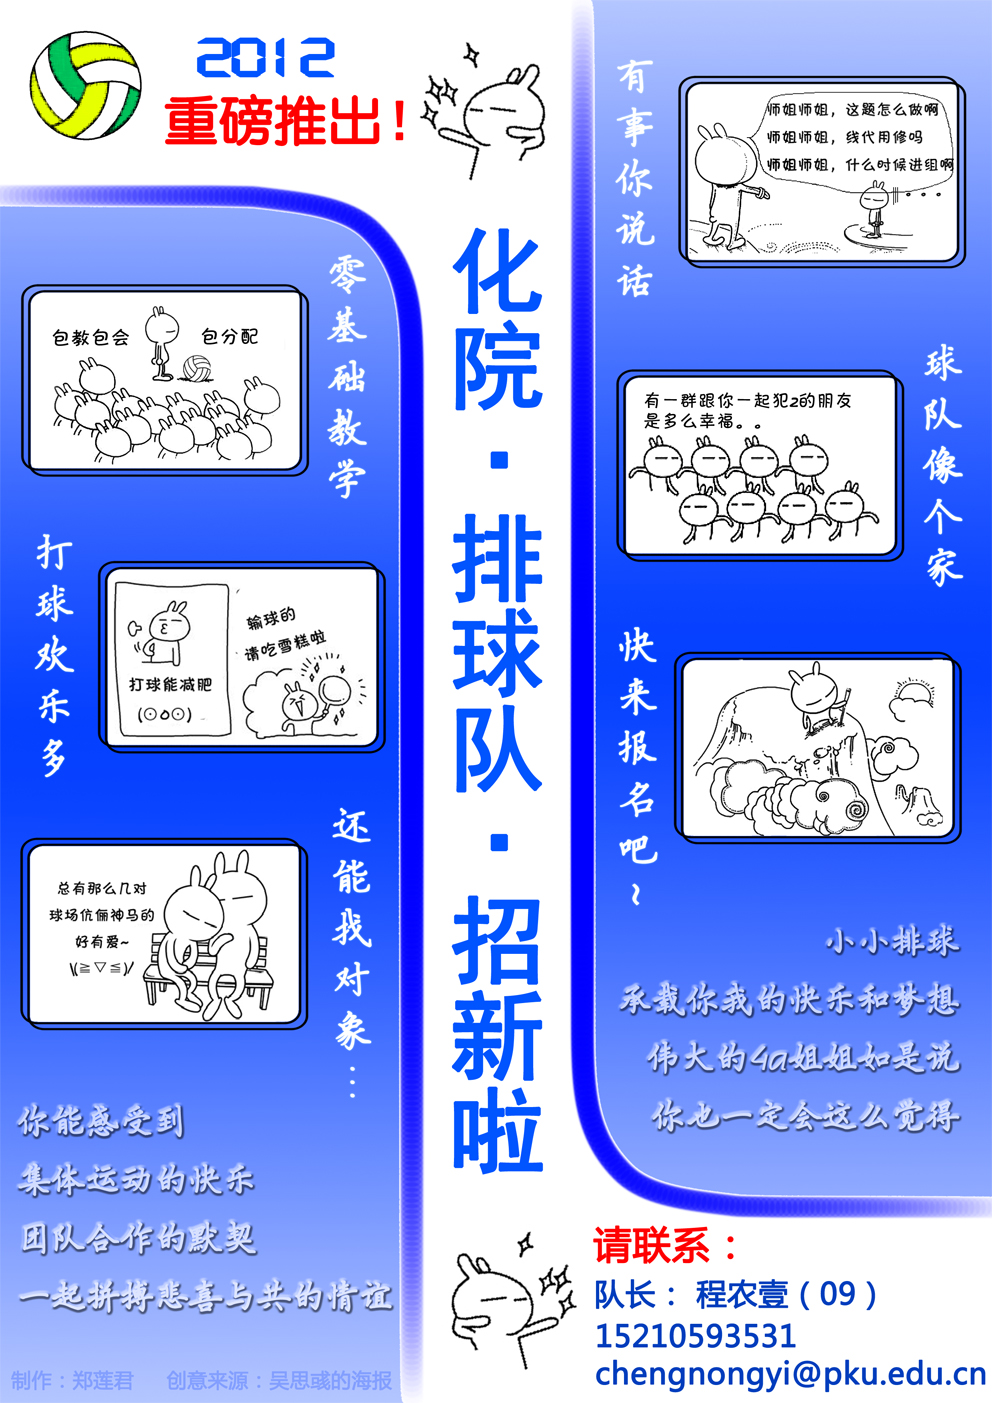 2012
重磅推出！
化院·排球队·招新啦
零基础教学
包教包会
包分配
打球欢乐多
打球能减肥
输球的
请吃雪糕啦
还能找对象…
总有那么几对
球场伉俪神马的
好有爱~
\(≧▽≦)/
你能感受到
集体运动的快乐
团队合作的默契
一起拼搏悲喜与共的情谊
制作：郑莲君 创意来源：吴思彧的海报
有事你说话
师姐师姐，这题怎么做啊
师姐师姐，线代用修吗
师姐师姐，什么时候进组啊
球队像个家
有一群跟你一起犯2的朋友
是多么幸福。。
快来报名吧~
小小排球
承载你我的快乐和梦想
伟大的4a姐姐如是说
你也一定会这么觉得
请联系：
队长： 程农壹（09）
15210593531
chengnongyi@pku.edu.cn